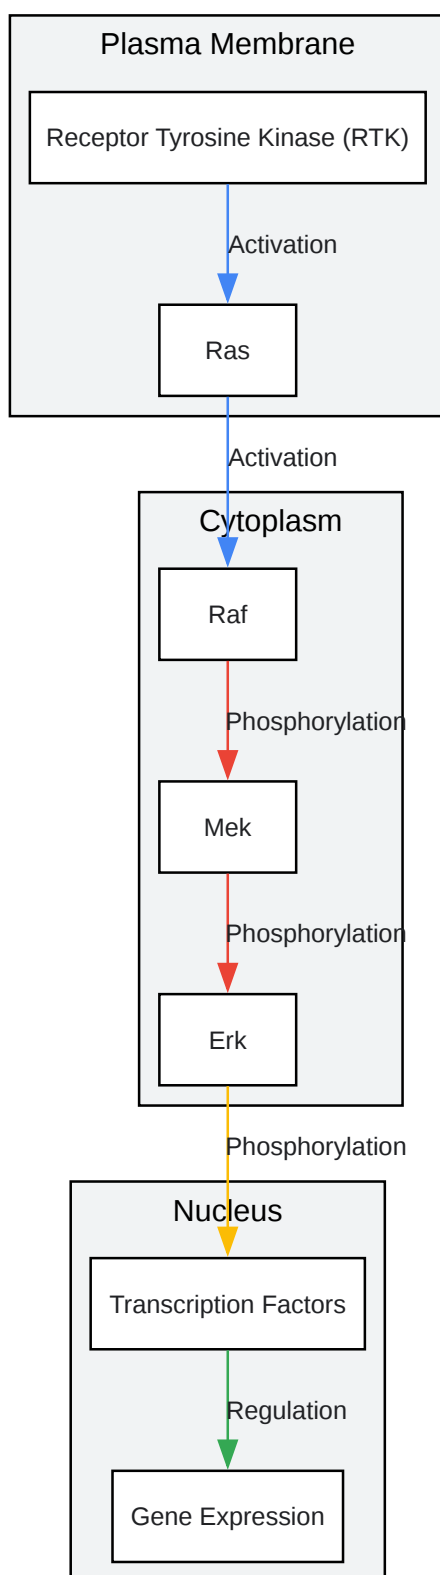 Plasma Membrane
Receptor Tyrosine Kinase (RTK)
Activation
Ras
Activation
Cytoplasm
Raf
Phosphorylation
Mek
Phosphorylation
Erk
Phosphorylation
Nucleus
Transcription Factors
Regulation
Gene Expression